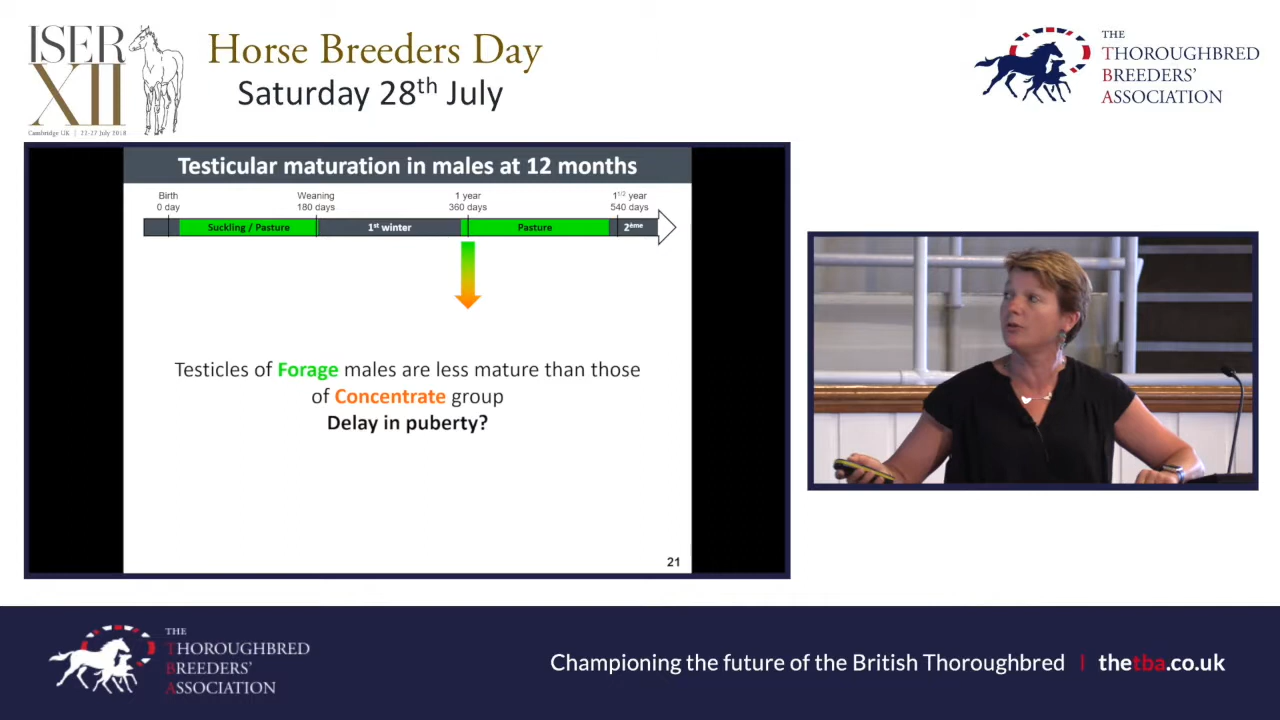 ISER
XII
Cambridge UK | 22-27 July 2018
Horse Breeders Day
Saturday 28th July
THE
THOROUGHBRED
BREEDERS'
ASSOCIATION
Testicular maturation in males at 12 months
Birth
0 day
Weaning
180 days
1 year
360 days
1 1/2 year
540 days
Suckling / Pasture
1st winter
Pasture
2ème
Testicles of Forage males are less mature than those
of Concentrate group
Delay in puberty?
21
THE
THOROUGHBRED
BREEDERS'
ASSOCIATION
Championing the future of the British Thoroughbred | thetba.co.uk